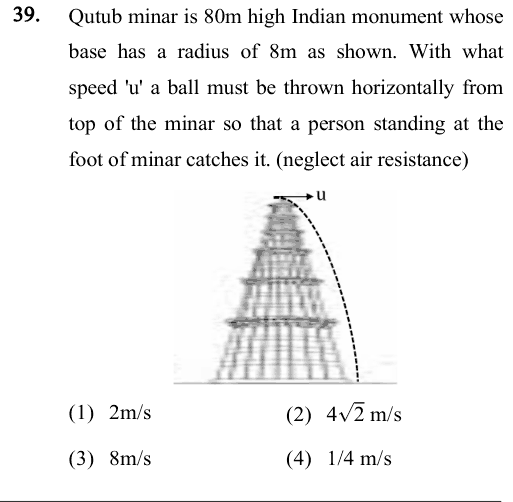 39. Qutub minar is 80m high Indian monument whose
base has a radius of 8m as shown. With what
speed 'u' a ball must be thrown horizontally from
top of the minar so that a person standing at the
foot of minar catches it. (neglect air resistance)
u
(1) 2m/s (2) 4√2 m/s
(3) 8m/s (4) 1/4 m/s